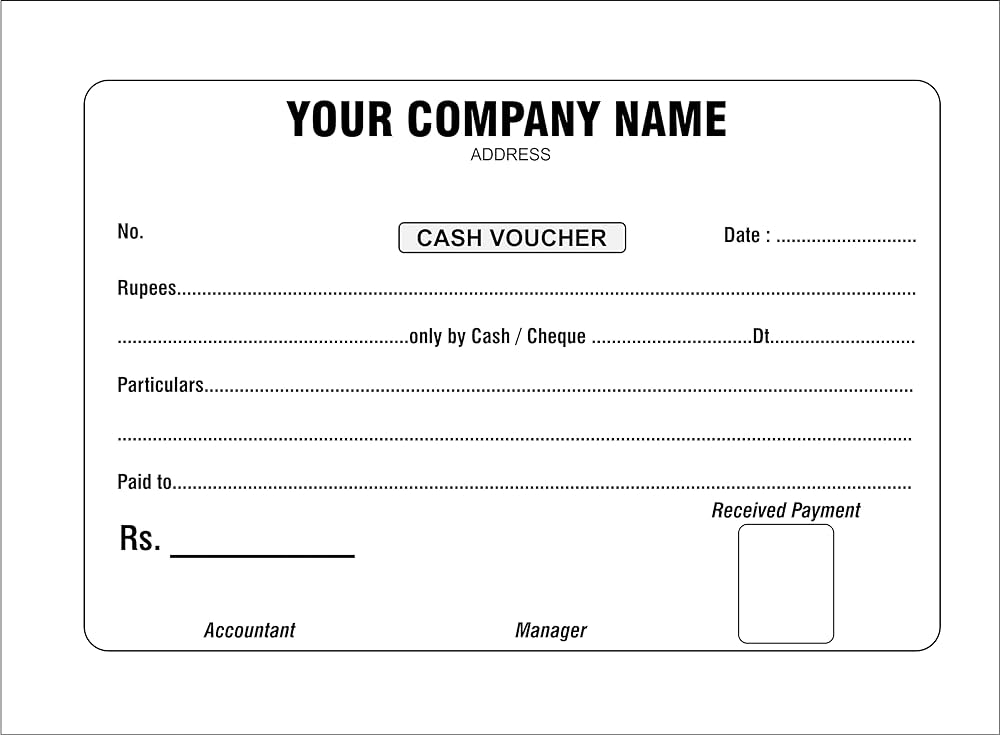 YOUR COMPANY NAME
ADDRESS
No. CASH VOUCHER Date : ............................
Rupees....................................................................................................................................................
..........................................................only by Cash / Cheque ................................Dt.............................
Particulars..............................................................................................................................................
...............................................................................................................................................................
Paid to....................................................................................................................................................
Received Payment
Rs. ____________
Accountant Manager